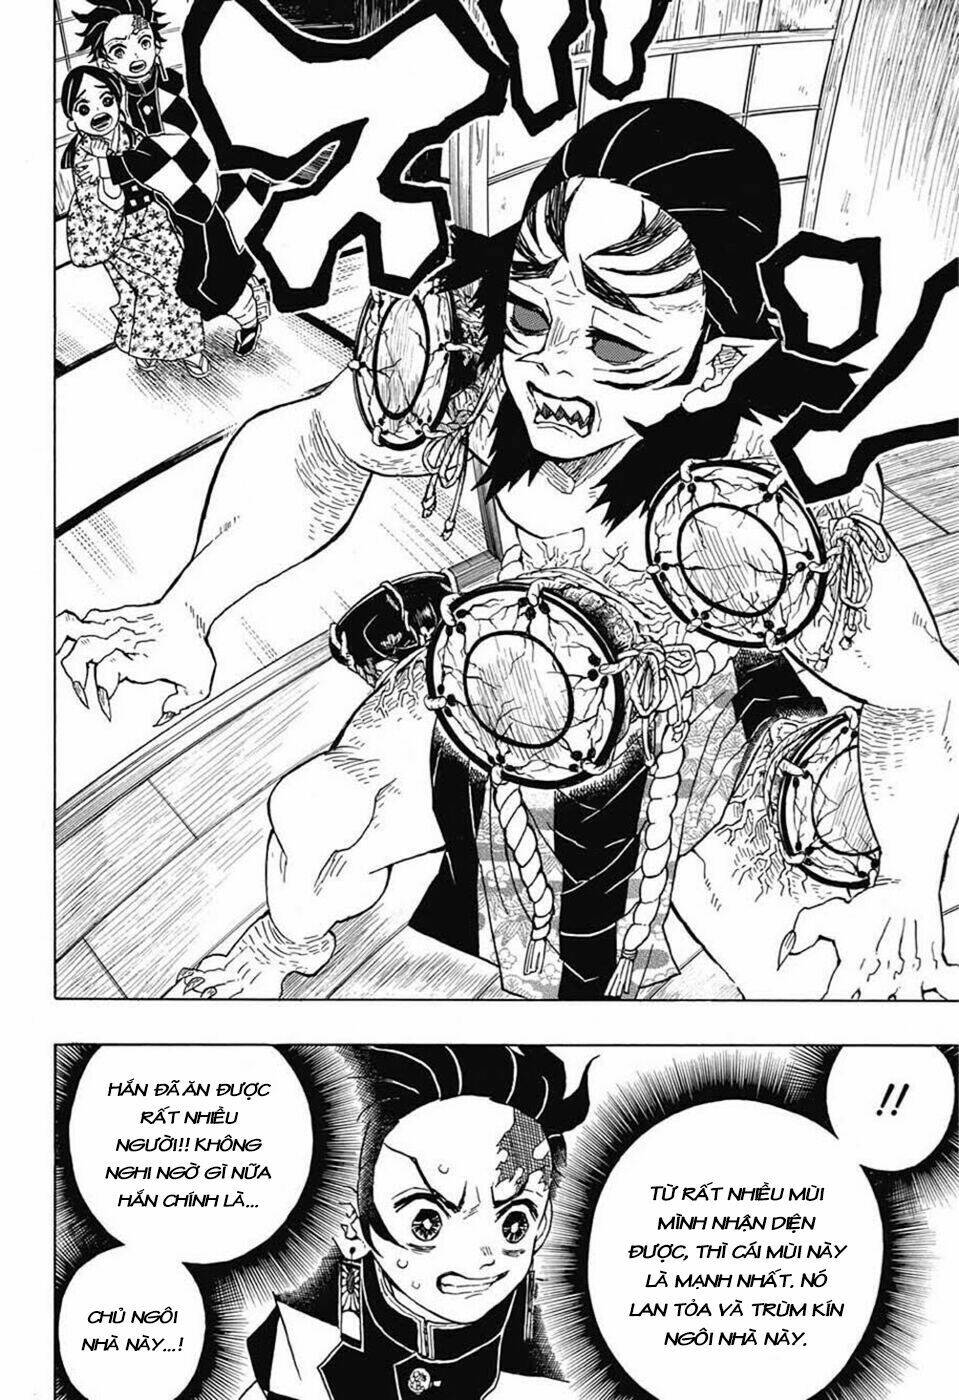 !!
TỪ RẤT NHIỀU MÙI
MÌNH NHẬN DIỆN
ĐƯỢC, THÌ CÁI MÙI NÀY
LÀ MẠNH NHẤT. NÓ
LAN TỎA VÀ TRÙM KÍN
NGÔI NHÀ NÀY.
HẮN ĐÃ ĂN ĐƯỢC
RẤT NHIỀU
NGƯỜI!! KHÔNG
NGHI NGỜ GÌ NỮA
HẮN CHÍNH LÀ...
CHỦ NGÔI
NHÀ NÀY...!